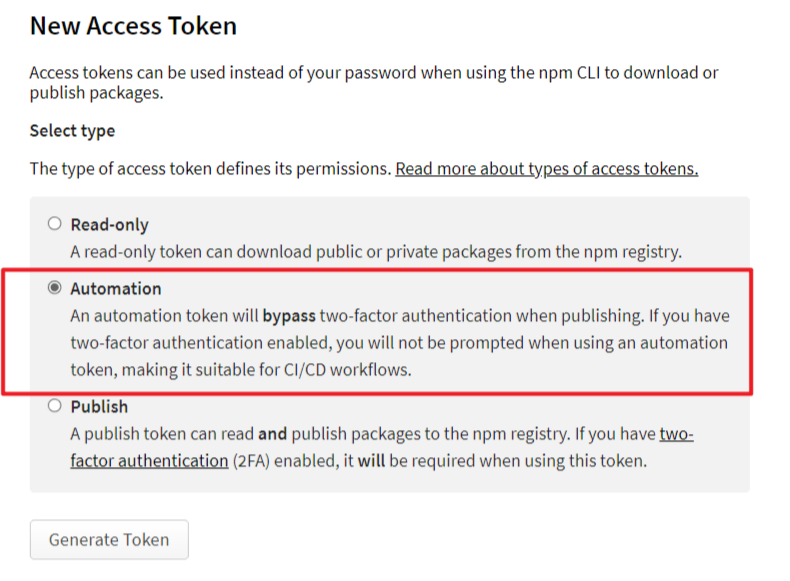 New Access Token
Access tokens can be used instead of your password when using the npm CLI to download or
publish packages.
Select type
The type of access token defines its permissions. Read more about types of access tokens.
Read-only
A read-only token can download public or private packages from the npm registry.
Automation
An automation token will bypass two-factor authentication when publishing. If you have
two-factor authentication enabled, you will not be prompted when using an automation
token, making it suitable for CI/CD workflows.
Publish
A publish token can read and publish packages to the npm registry. If you have two-
factor authentication (2FA) enabled, it will be required when using this token.
Generate Token